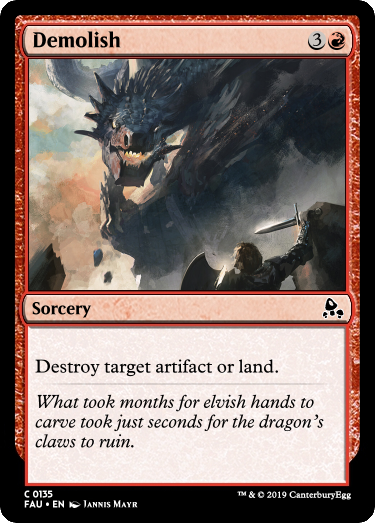 Demolish 3
Sorcery
Destroy target artifact or land.
What took months for elvish hands to
carve took just seconds for the dragon's
claws to ruin.
C 0135
FAU • EN JANNIS MAYR
™ & © 2019 CanterburyEgg